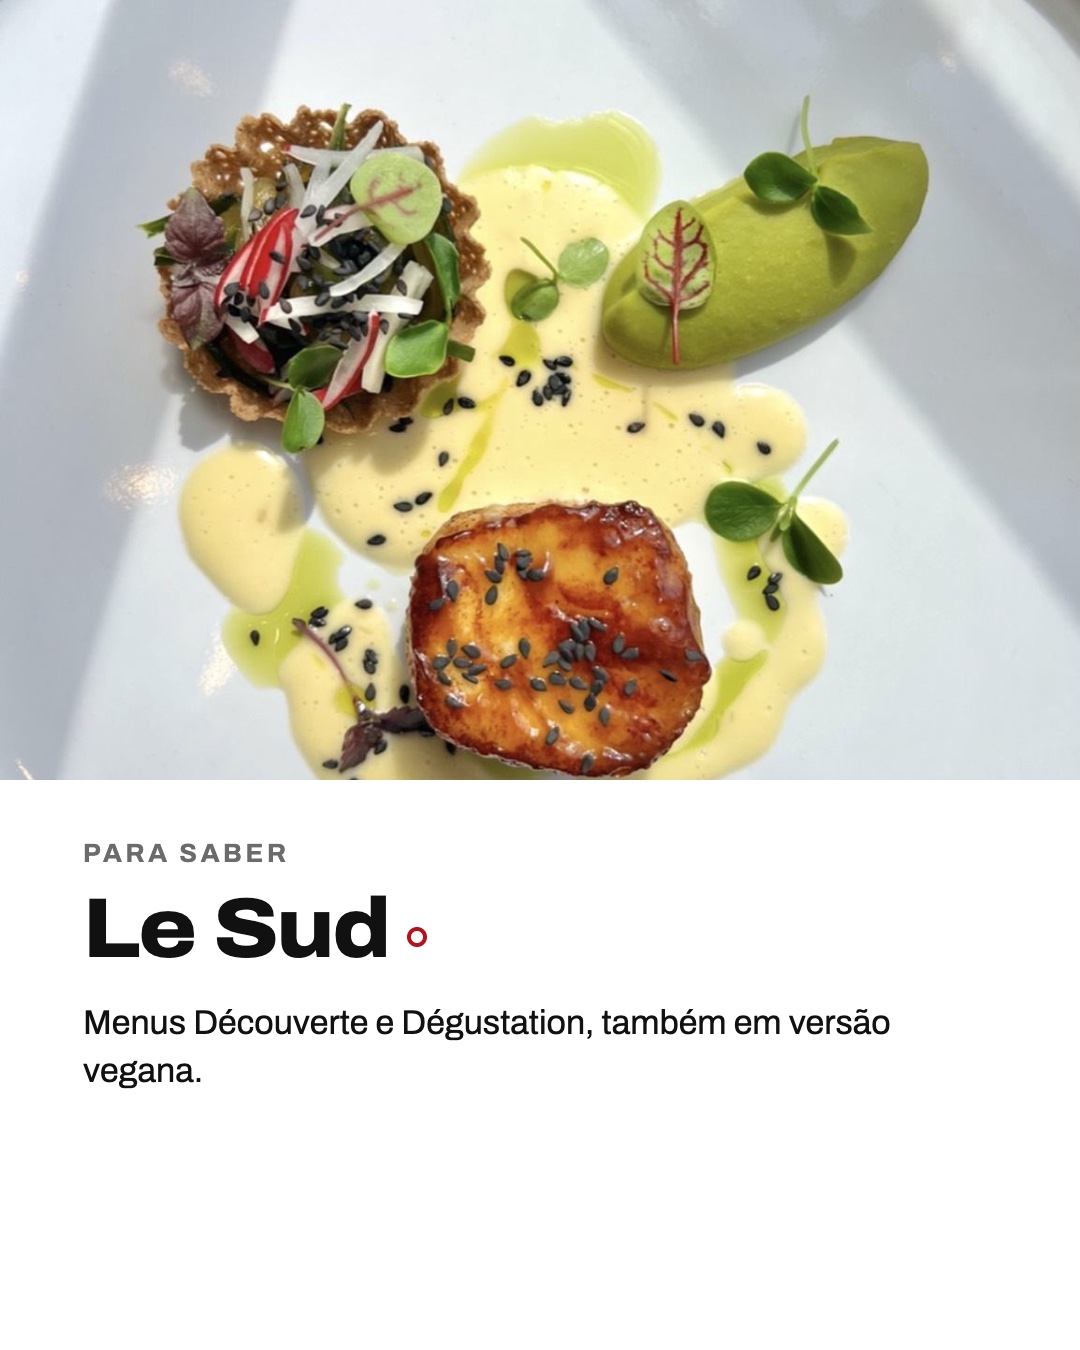 PARA SABER
Le Sud
Menus Découverte e Dégustation, também em versão
vegana.